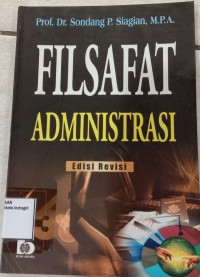 Prof. Dr. Sondang P. Siagian, M.P.A.
FILSAFAT
ADMINISTRASI
Edisi Revisi